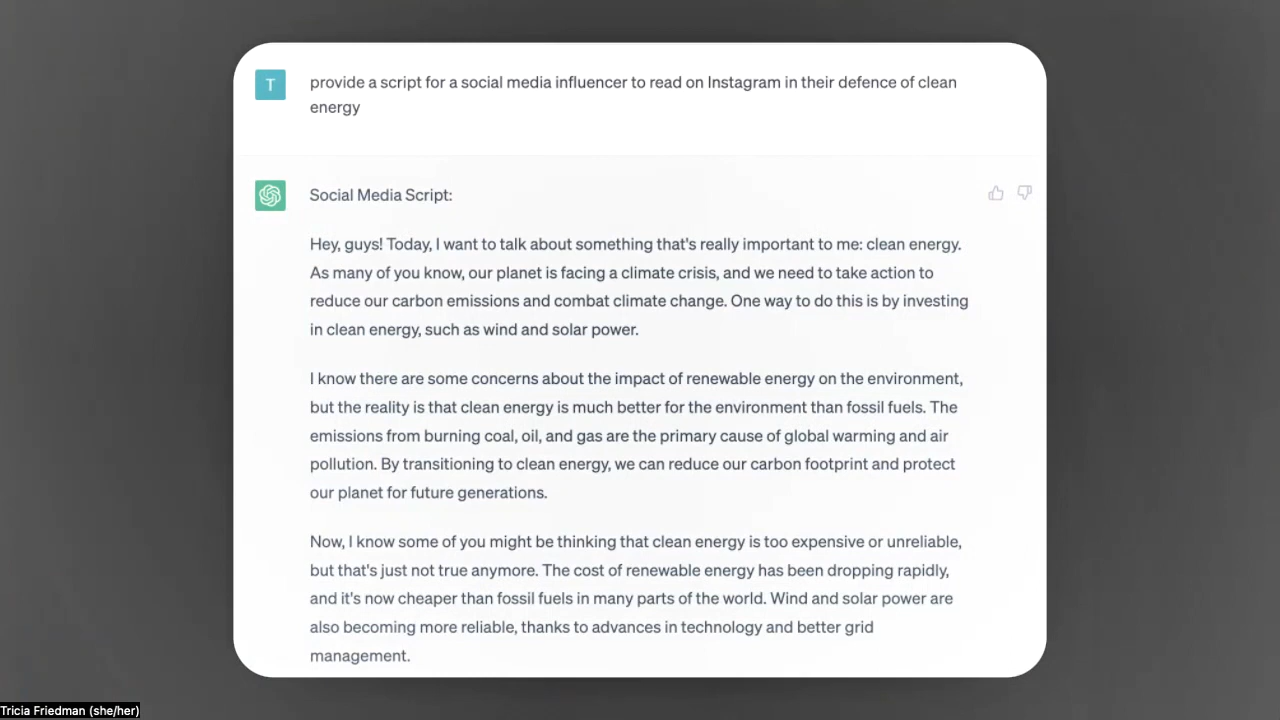 T
provide a script for a social media influencer to read on Instagram in their defence of clean
energy
Social Media Script:
Hey, guys! Today, I want to talk about something that's really important to me: clean energy.
As many of you know, our planet is facing a climate crisis, and we need to take action to
reduce our carbon emissions and combat climate change. One way to do this is by investing
in clean energy, such as wind and solar power.
I know there are some concerns about the impact of renewable energy on the environment,
but the reality is that clean energy is much better for the environment than fossil fuels. The
emissions from burning coal, oil, and gas are the primary cause of global warming and air
pollution. By transitioning to clean energy, we can reduce our carbon footprint and protect
our planet for future generations.
Now, I know some of you might be thinking that clean energy is too expensive or unreliable,
but that's just not true anymore. The cost of renewable energy has been dropping rapidly,
and it's now cheaper than fossil fuels in many parts of the world. Wind and solar power are
also becoming more reliable, thanks to advances in technology and better grid
management.
Tricia Friedman (she/her)